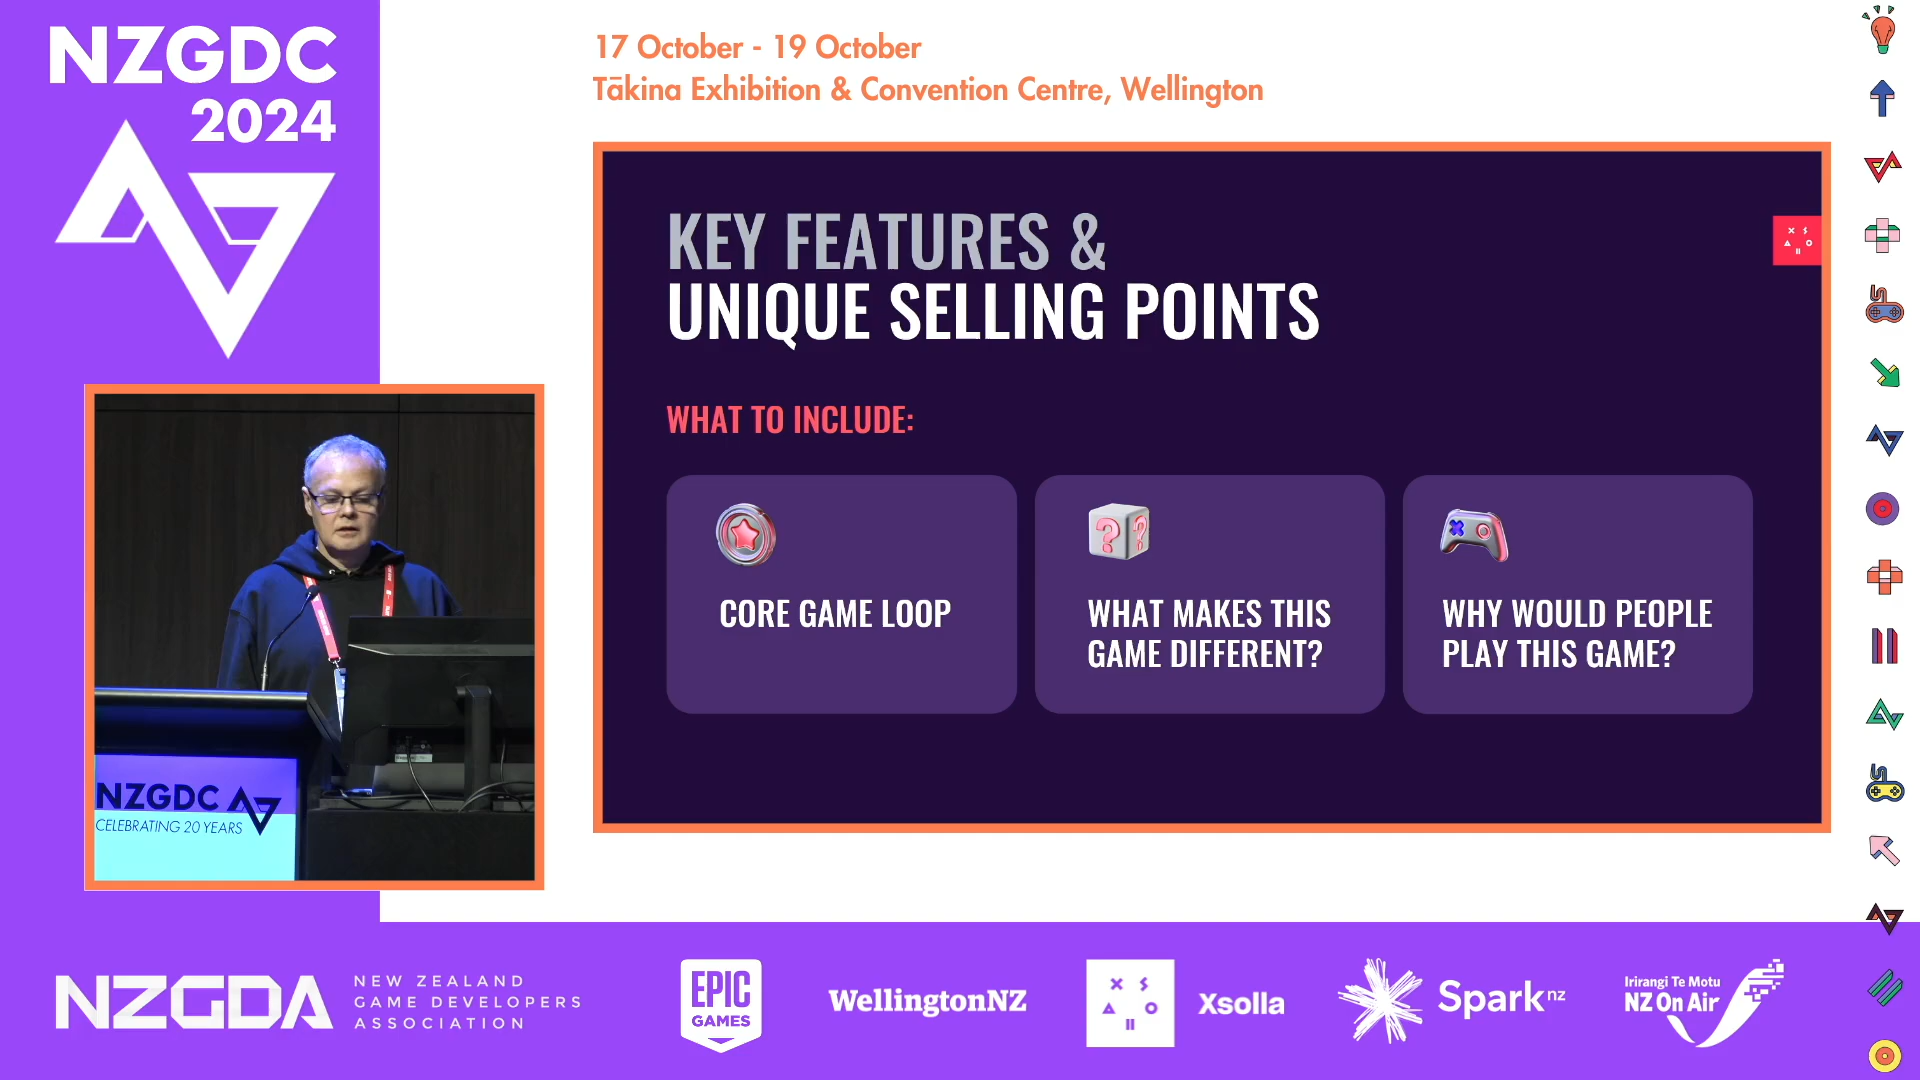 NZGDC
2024
17 October - 19 October
Tākina Exhibition & Convention Centre, Wellington
KEY FEATURES &
UNIQUE SELLING POINTS
WHAT TO INCLUDE:
CORE GAME LOOP
WHAT MAKES THIS
GAME DIFFERENT?
WHY WOULD PEOPLE
PLAY THIS GAME?
NZGDC
CELEBRATING 20 YEARS
NZGDA
NEW ZEALAND
GAME DEVELOPERS
ASSOCIATION
EPIC
GAMES
WellingtonNZ
Xsolla
Spark nz
Irirangi Te Motu
NZ On Air